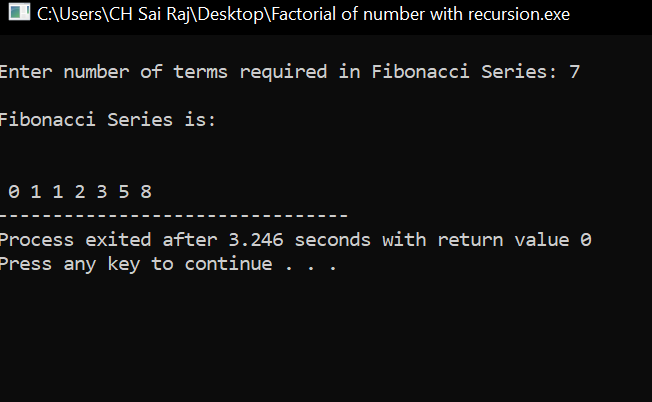 C:\Users\CH Sai Raj\Desktop\Factorial of number with recursion.exe
Enter number of terms required in Fibonacci Series: 7
Fibonacci Series is:
0 1 1 2 3 5 8
--------------------------------
Process exited after 3.246 seconds with return value 0
Press any key to continue . . .